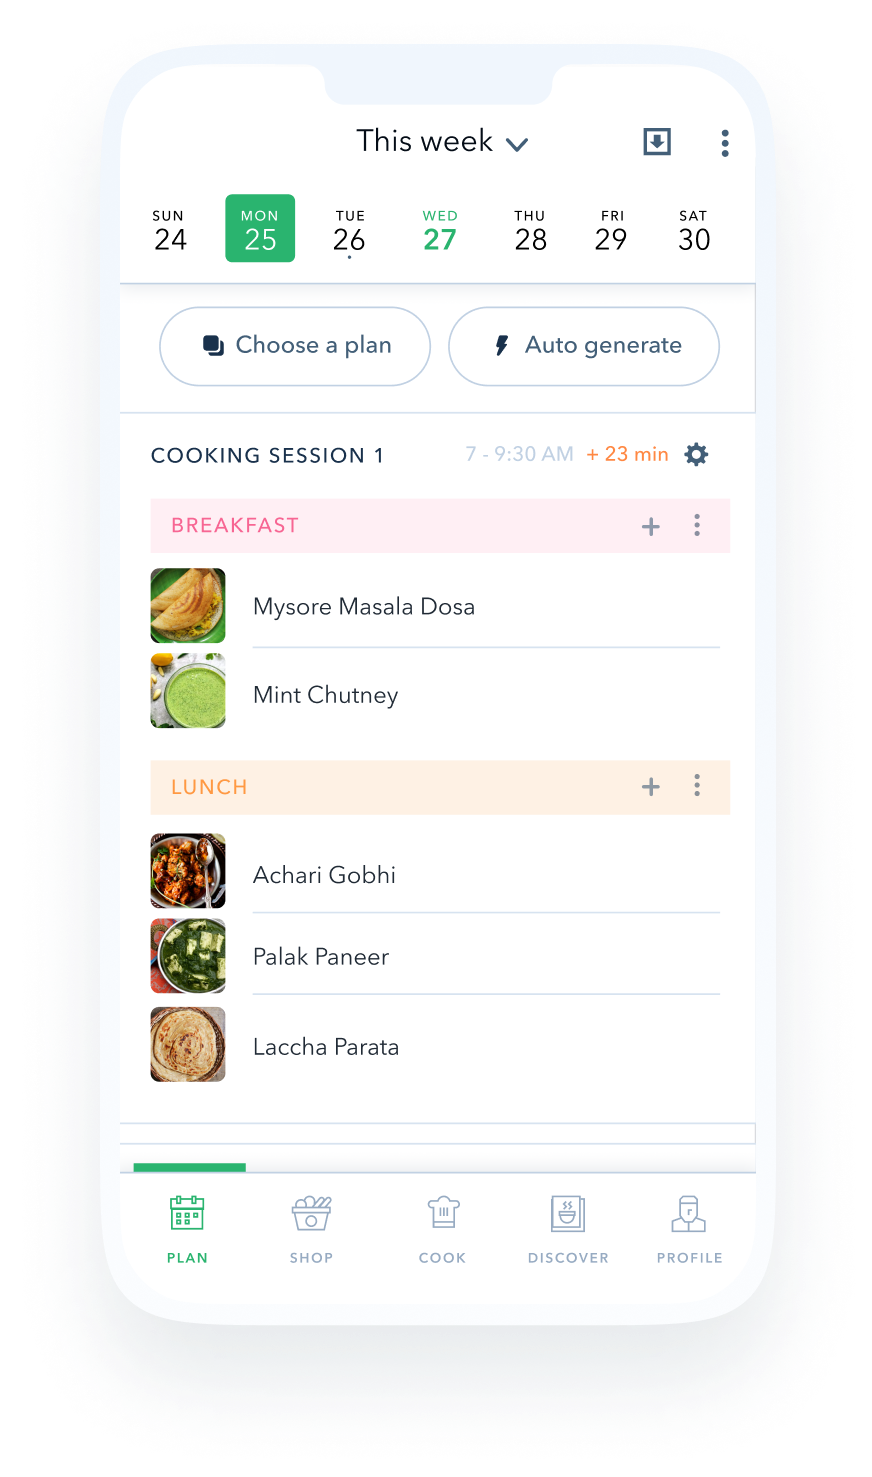 This week
SUN MON TUE WED THU FRI SAT
24 25 26 27 28 29 30
Choose a plan Auto generate
COOKING SESSION 1 7 - 9:30 AM + 23 min
BREAKFAST
Mysore Masala Dosa
Mint Chutney
LUNCH
Achari Gobhi
Palak Paneer
Laccha Parata
PLAN SHOP COOK DISCOVER PROFILE